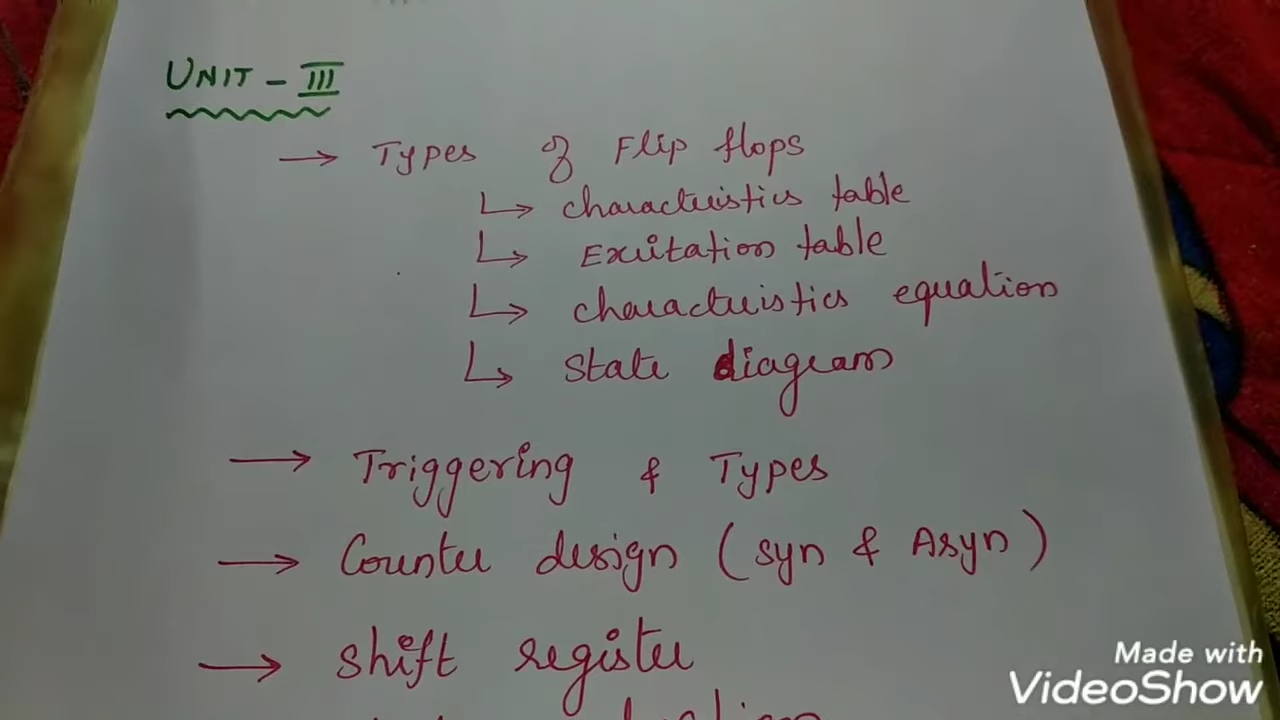 UNIT - III
→ Types of Flip flops
↳ characteristics table
↳ Excitation table
↳ characteristics equation
↳ State diagram
→ Triggering & Types
→ Counter design (syn & Asyn)
→ Shift register
Made with
VideoShow